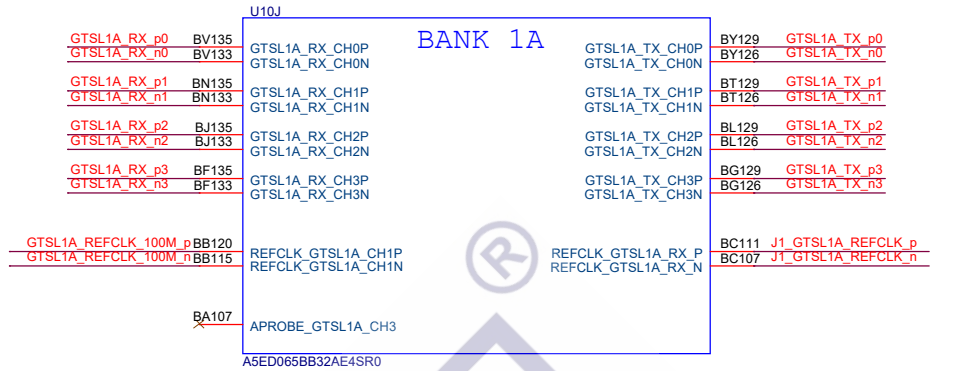 U10J
BANK 1A
GTSL1A_RX_p0 BV135 GTSL1A_RX_CH0P GTSL1A_TX_CH0P BY129 GTSL1A_TX_p0
GTSL1A_RX_n0 BV133 GTSL1A_RX_CH0N GTSL1A_TX_CH0N BY126 GTSL1A_TX_n0
GTSL1A_RX_p1 BN135 GTSL1A_RX_CH1P GTSL1A_TX_CH1P BT129 GTSL1A_TX_p1
GTSL1A_RX_n1 BN133 GTSL1A_RX_CH1N GTSL1A_TX_CH1N BT126 GTSL1A_TX_n1
GTSL1A_RX_p2 BJ135 GTSL1A_RX_CH2P GTSL1A_TX_CH2P BL129 GTSL1A_TX_p2
GTSL1A_RX_n2 BJ133 GTSL1A_RX_CH2N GTSL1A_TX_CH2N BL126 GTSL1A_TX_n2
GTSL1A_RX_p3 BF135 GTSL1A_RX_CH3P GTSL1A_TX_CH3P BG129 GTSL1A_TX_p3
GTSL1A_RX_n3 BF133 GTSL1A_RX_CH3N GTSL1A_TX_CH3N BG126 GTSL1A_TX_n3
GTSL1A_REFCLK_100M_p BB120 REFCLK_GTSL1A_CH1P REFCLK_GTSL1A_RX_P BC111 J1_GTSL1A_REFCLK_p
GTSL1A_REFCLK_100M_n BB115 REFCLK_GTSL1A_CH1N REFCLK_GTSL1A_RX_N BC107 J1_GTSL1A_REFCLK_n
®
BA107 APROBE_GTSL1A_CH3
A5ED065BB32AE4SR0